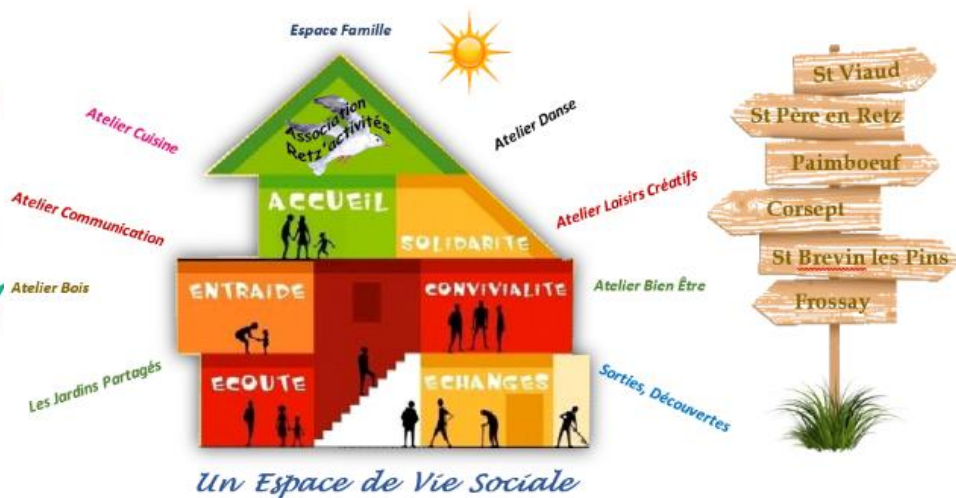 Espace Famille
Atelier Cuisine
Atelier Danse
Association
Retz'activités
Atelier Communication
Atelier Loisirs Créatifs
ACCUEIL
SOLIDARITE
Atelier Bois
ENTRAIDE
CONVIVIALITE
Atelier Bien Être
Les Jardins Partagés
ECOUTE
ECHANGES
Sorties, Découvertes
Un Espace de Vie Sociale
St Viaud
St Père en Retz
Paimboeuf
Corsept
St Brevin les Pins
Frossay